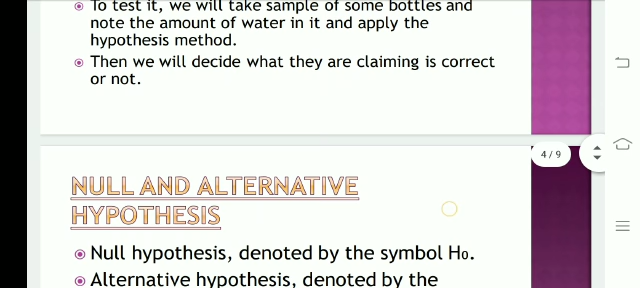 To test it, we will take sample of some bottles and
note the amount of water in it and apply the
hypothesis method.
Then we will decide what they are claiming is correct
or not.
4/9
NULL AND ALTERNATIVE
HYPOTHESIS
Null hypothesis, denoted by the symbol H₀.
Alternative hypothesis, denoted by the